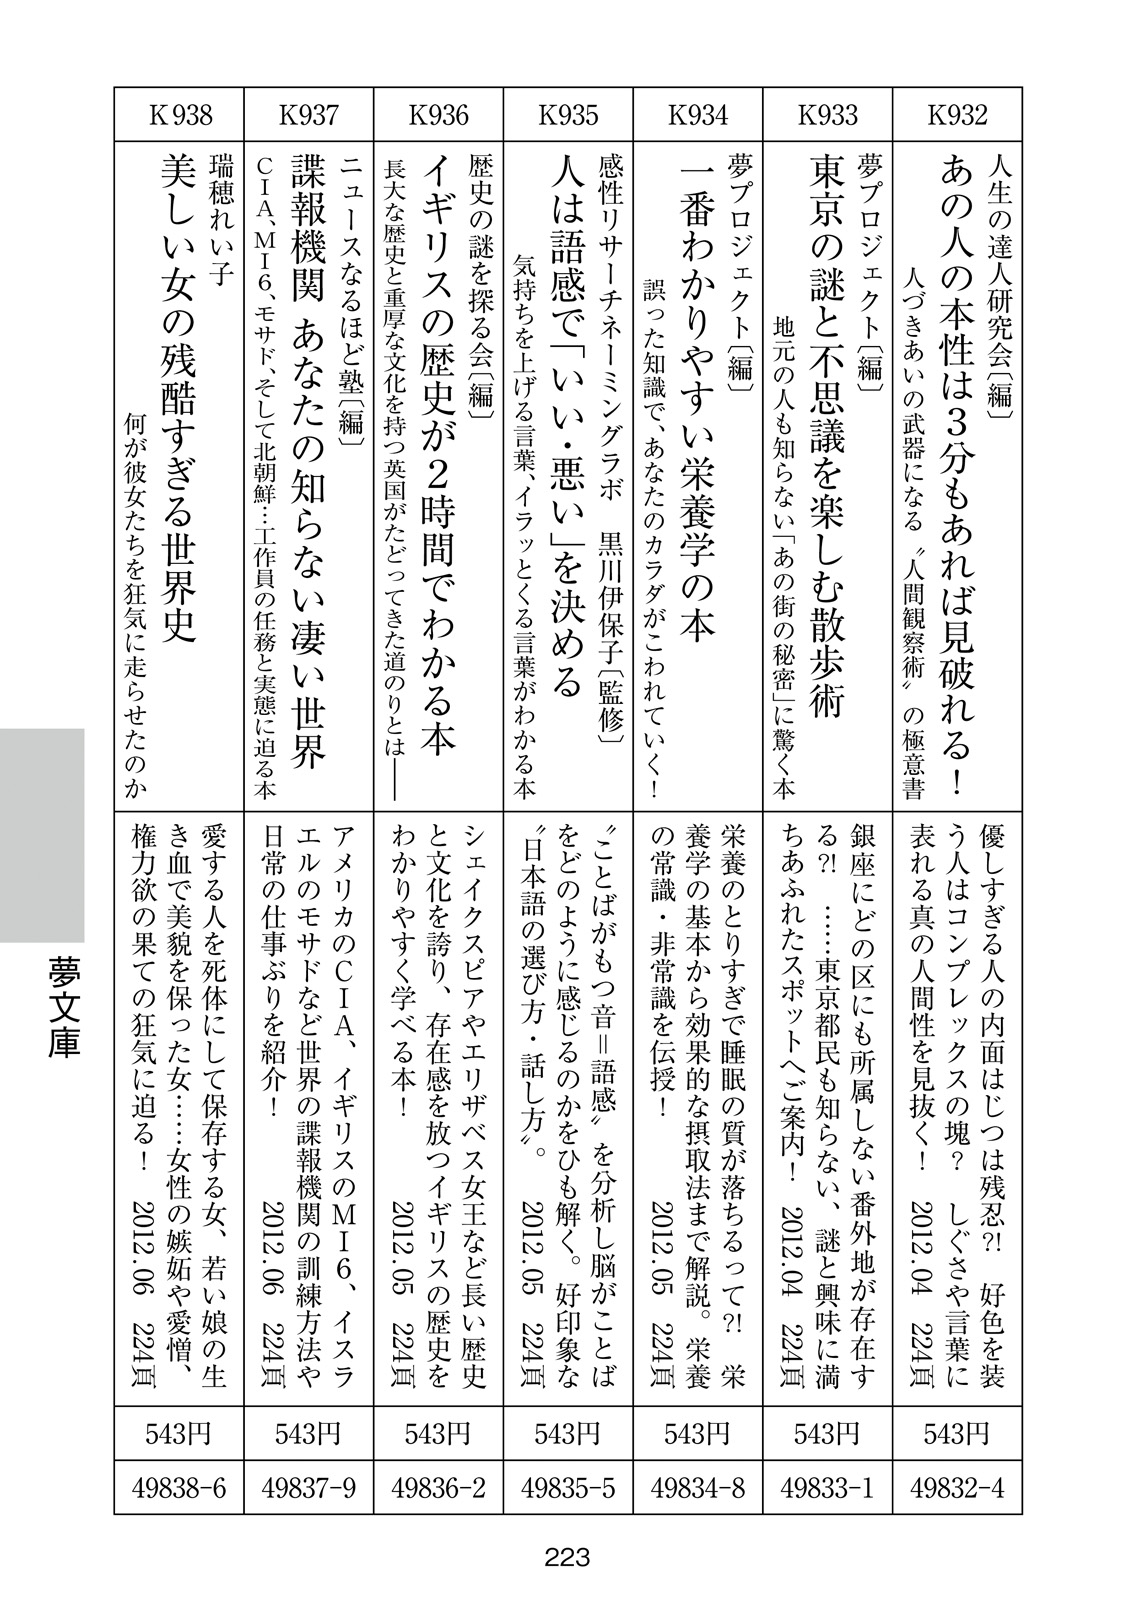 K932
人生の達人研究会〔編〕
あの人の本性は3分もあれば見破れる！
人づきあいの武器になる〝人間観察術〟の極意書
優しすぎる人の内面はじつは残忍?!　好色を装
う人はコンプレックスの塊？　しぐさや言葉に
表れる真の人間性を見抜く！　2012.04　224頁
543円
49832-4
K933
夢プロジェクト〔編〕
東京の謎と不思議を楽しむ散歩術
地元の人も知らない「あの街の秘密」に驚く本
銀座にどの区にも所属しない番外地が存在す
る?!　……東京都民も知らない、謎と興味に満
ちあふれたスポットへご案内！　2012.04　224頁
543円
49833-1
K934
夢プロジェクト〔編〕
一番わかりやすい栄養学の本
誤った知識で、あなたのカラダがこわれていく！
栄養のとりすぎで睡眠の質が落ちるって?!　栄
養学の基本から効果的な摂取法まで解説。栄養
の常識・非常識を伝授！　2012.05　224頁
543円
49834-8
K935
感性リサーチネーミングラボ　黒川伊保子〔監修〕
人は語感で「いい・悪い」を決める
気持ちを上げる言葉、イラッとくる言葉がわかる本
〝ことばがもつ音＝語感〟を分析し脳がことば
をどのように感じるのかをひも解く。好印象な
〝日本語の選び方・話し方〟。　2012.05　224頁
543円
49835-5
K936
歴史の謎を探る会〔編〕
イギリスの歴史が2時間でわかる本
長大な歴史と重厚な文化を持つ英国がたどってきた道のりとは――
シェイクスピアやエリザベス女王など長い歴史
と文化を誇り、存在感を放つイギリスの歴史を
わかりやすく学べる本！　2012.05　224頁
543円
49836-2
K937
ニュースなるほど塾〔編〕
諜報機関 あなたの知らない凄い世界
CIA、MI6、モサド、そして北朝鮮…工作員の任務と実態に迫る本
アメリカのCIA、イギリスのMI6、イスラ
エルのモサドなど世界の諜報機関の訓練方法や
日常の仕事ぶりを紹介！　2012.06　224頁
543円
49837-9
K938
瑞穂れい子
美しい女の残酷すぎる世界史
何が彼女たちを狂気に走らせたのか
愛する人を死体にして保存する女、若い娘の生
き血で美貌を保った女……女性の嫉妬や愛憎、
権力欲の果ての狂気に迫る！　2012.06　224頁
543円
49838-6
夢文庫
223